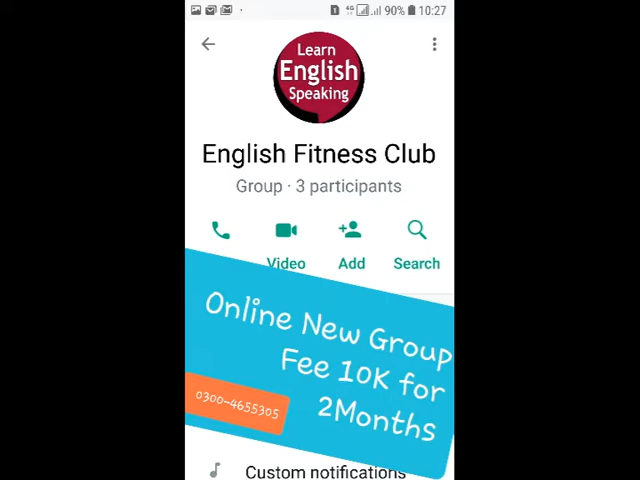 90% 10:27
Learn
English
Speaking
English Fitness Club
Group · 3 participants
Video Add Search
Online New Group
Fee 10K for
2Months
0300-4655305
Custom notifications